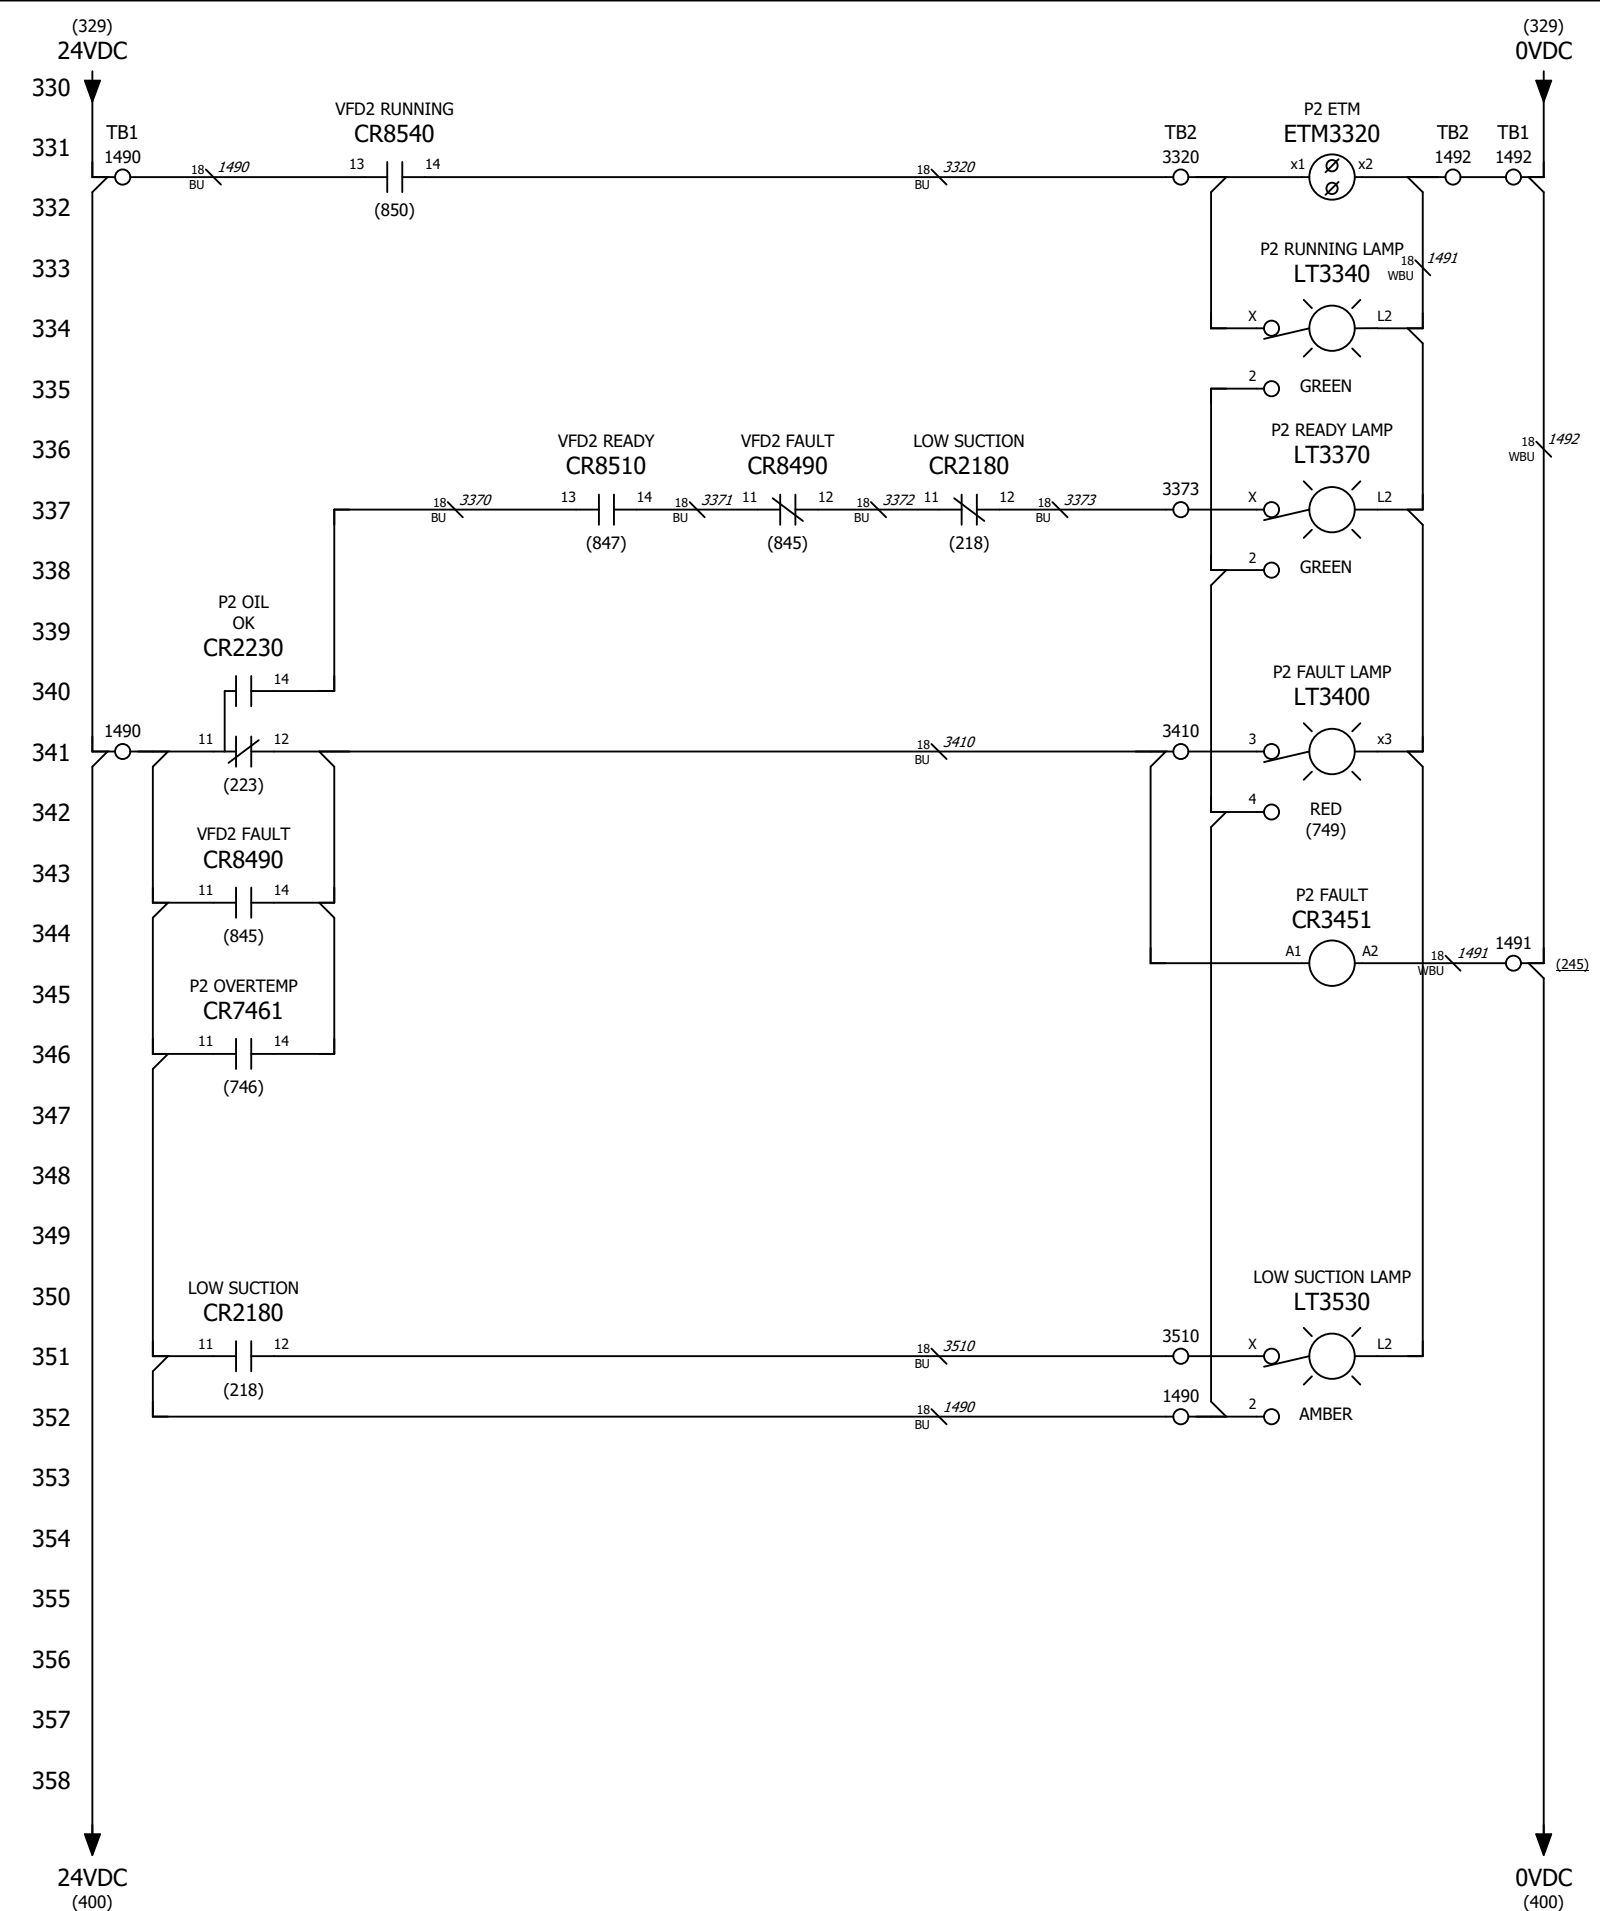 (329)
24VDC
(329)
0VDC
330
VFD2 RUNNING
CR8540
P2 ETM
ETM3320
331
TB1
1490
18
BU
1490
13
14
(850)
18
BU
3320
TB2
3320
x1
x2
TB2
1492
TB1
1492
332
333
P2 RUNNING LAMP
LT3340
18
WBU
1491
334
X
L2
335
2
GREEN
336
VFD2 READY
CR8510
VFD2 FAULT
CR8490
LOW SUCTION
CR2180
P2 READY LAMP
LT3370
18
WBU
1492
337
18
BU
3370
13
14
(847)
18
BU
3371
11
12
(845)
18
BU
3372
11
12
(218)
18
BU
3373
3373
X
L2
338
2
GREEN
339
P2 OIL
OK
CR2230
340
14
P2 FAULT LAMP
LT3400
341
1490
11
12
(223)
18
BU
3410
3410
3
x3
342
4
RED
(749)
343
VFD2 FAULT
CR8490
11
14
(845)
344
P2 FAULT
CR3451
A1
A2
18
WBU
1491
1491
(245)
345
P2 OVERTEMP
CR7461
346
11
14
(746)
347
348
349
350
LOW SUCTION
CR2180
LOW SUCTION LAMP
LT3530
351
11
12
(218)
18
BU
3510
3510
X
L2
352
18
BU
1490
1490
2
AMBER
353
354
355
356
357
358
24VDC
(400)
0VDC
(400)